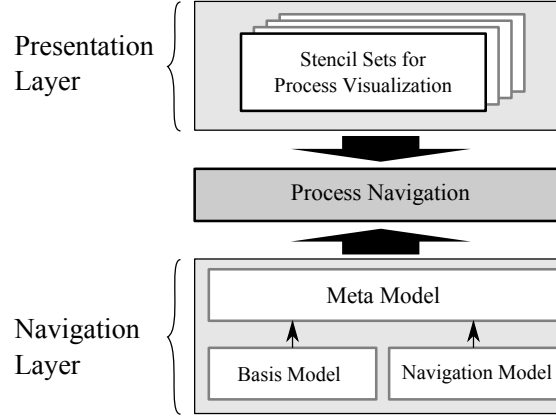 Presentation
Layer
Stencil Sets for
Process Visualization
Process Navigation
Navigation
Layer
Meta Model
Basis Model
Navigation Model